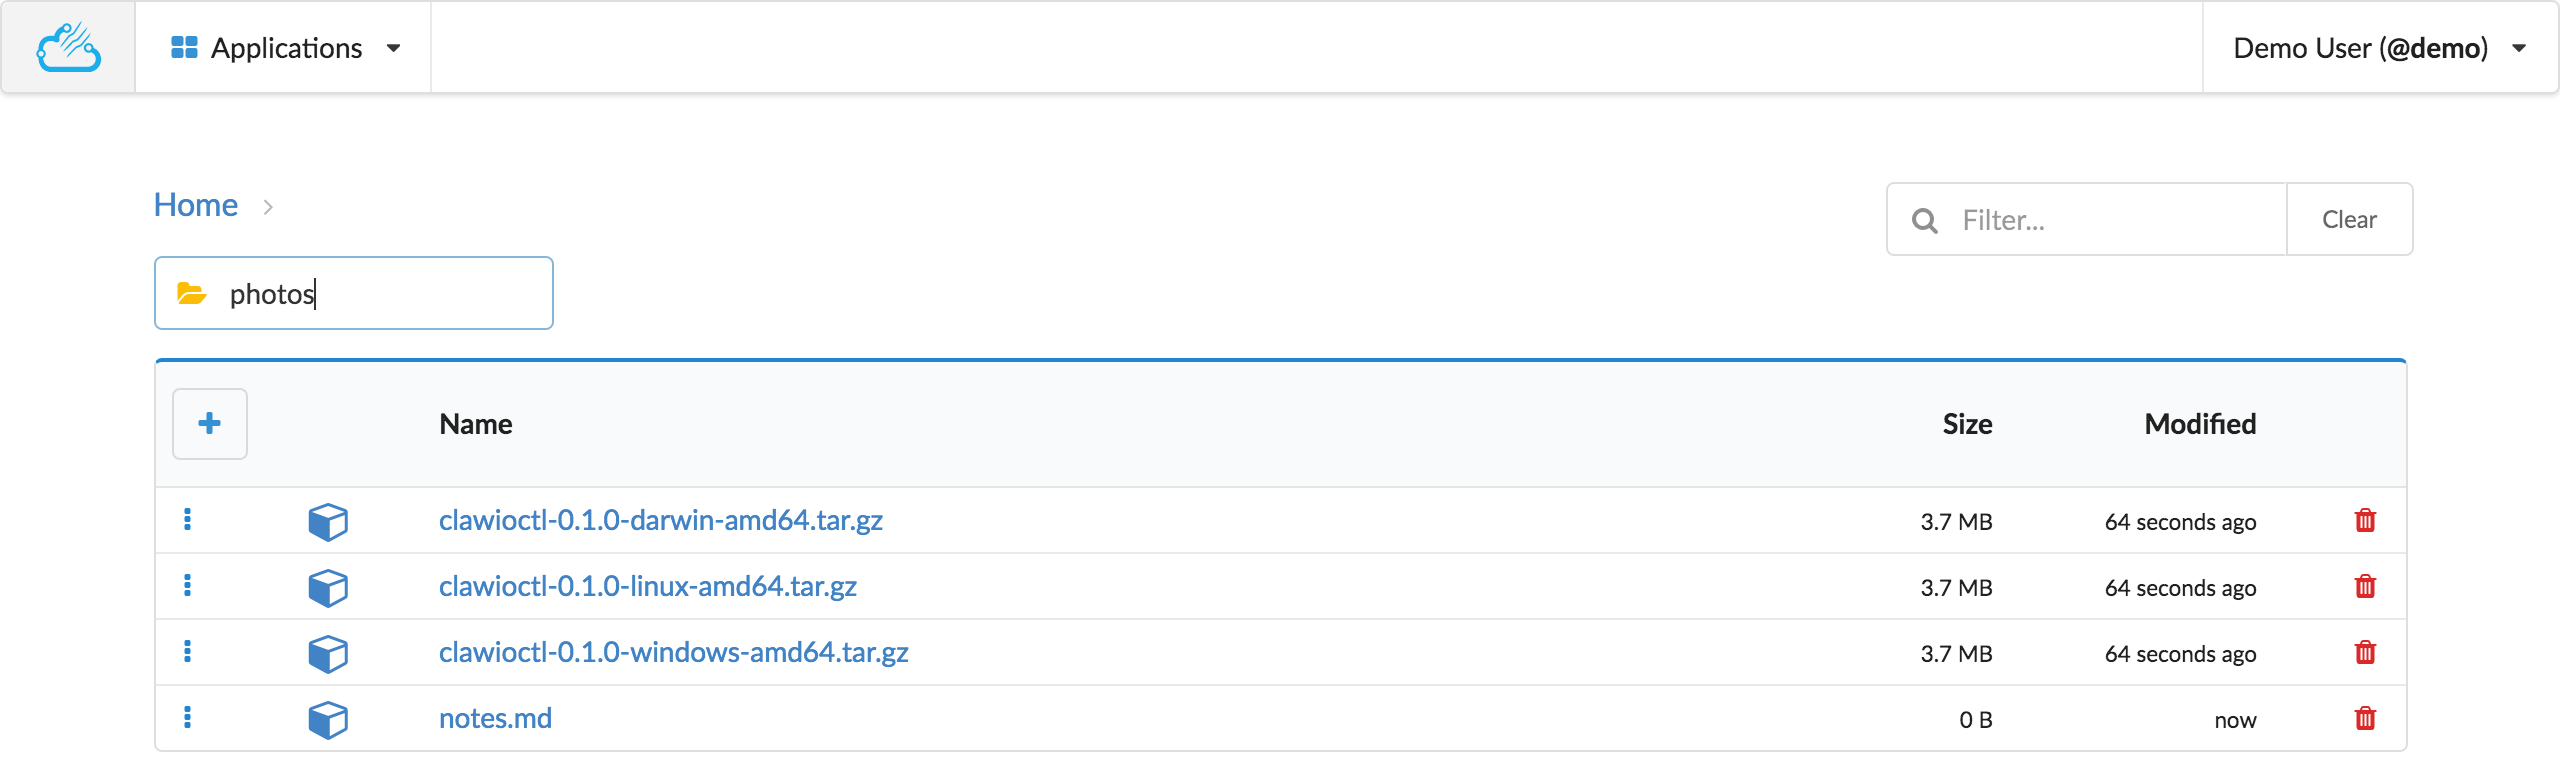 Applications
Demo User (@demo)
Home
Filter...
Clear
photos
Name Size Modified
clawioctl-0.1.0-darwin-amd64.tar.gz 3.7 MB 64 seconds ago
clawioctl-0.1.0-linux-amd64.tar.gz 3.7 MB 64 seconds ago
clawioctl-0.1.0-windows-amd64.tar.gz 3.7 MB 64 seconds ago
notes.md 0 B now